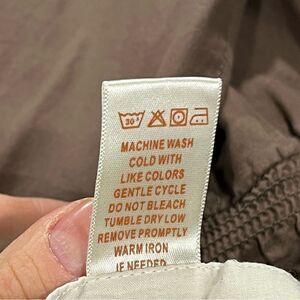 30°
MACHINE WASH
COLD WITH
LIKE COLORS
GENTLE CYCLE
DO NOT BLEACH
TUMBLE DRY LOW
REMOVE PROMPTLY
WARM IRON
IF NEEDED